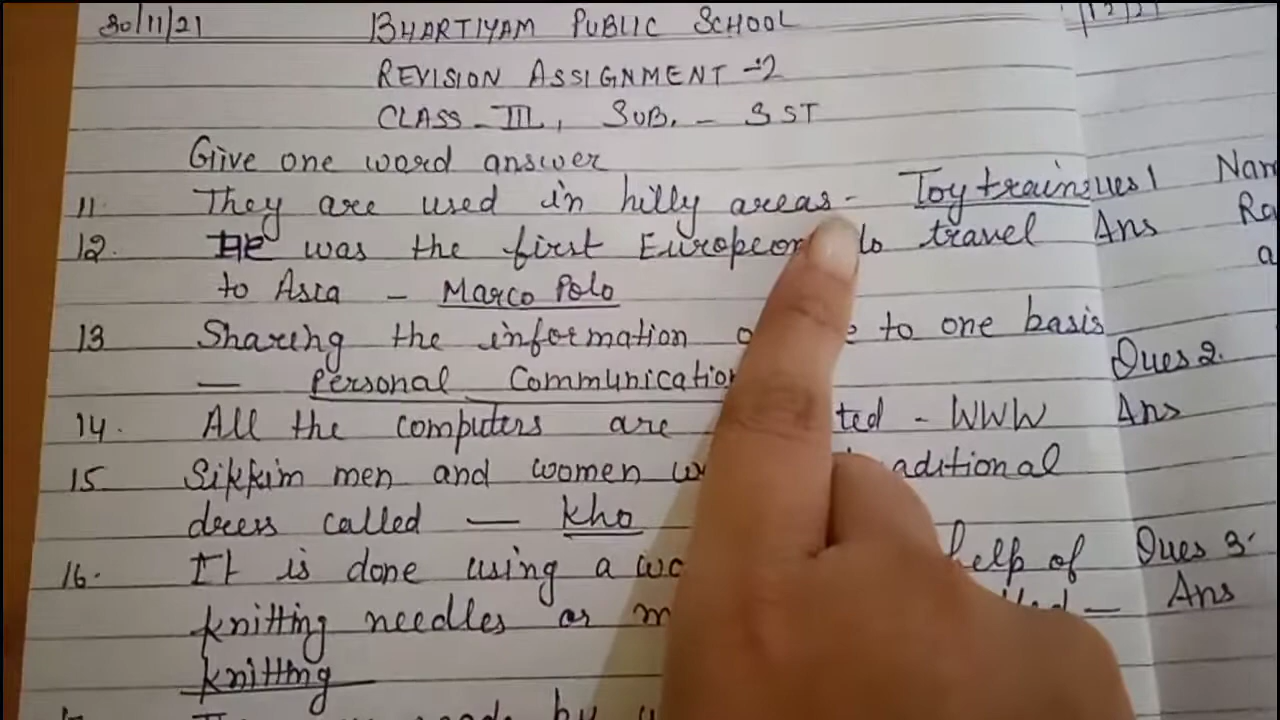 30/11/21 BHARTIYAM PUBLIC SCHOOL
REVISION ASSIGNMENT -2
CLASS - III, SUB. - SST
Give one word answer
11. They are used in hilly areas - Toy trains
12. He was the first European to travel
to Asia - Marco Polo
13 Sharing the information to one basis
- Personal Communication
14. All the computers are - WWW
15 Sikkim men and women
dress called - Kho
16. It is done using a help of
knitting needles or
knitting
by
ues 1 Nam
Ans
Ques 2.
Ans
Ques 3.
Ans